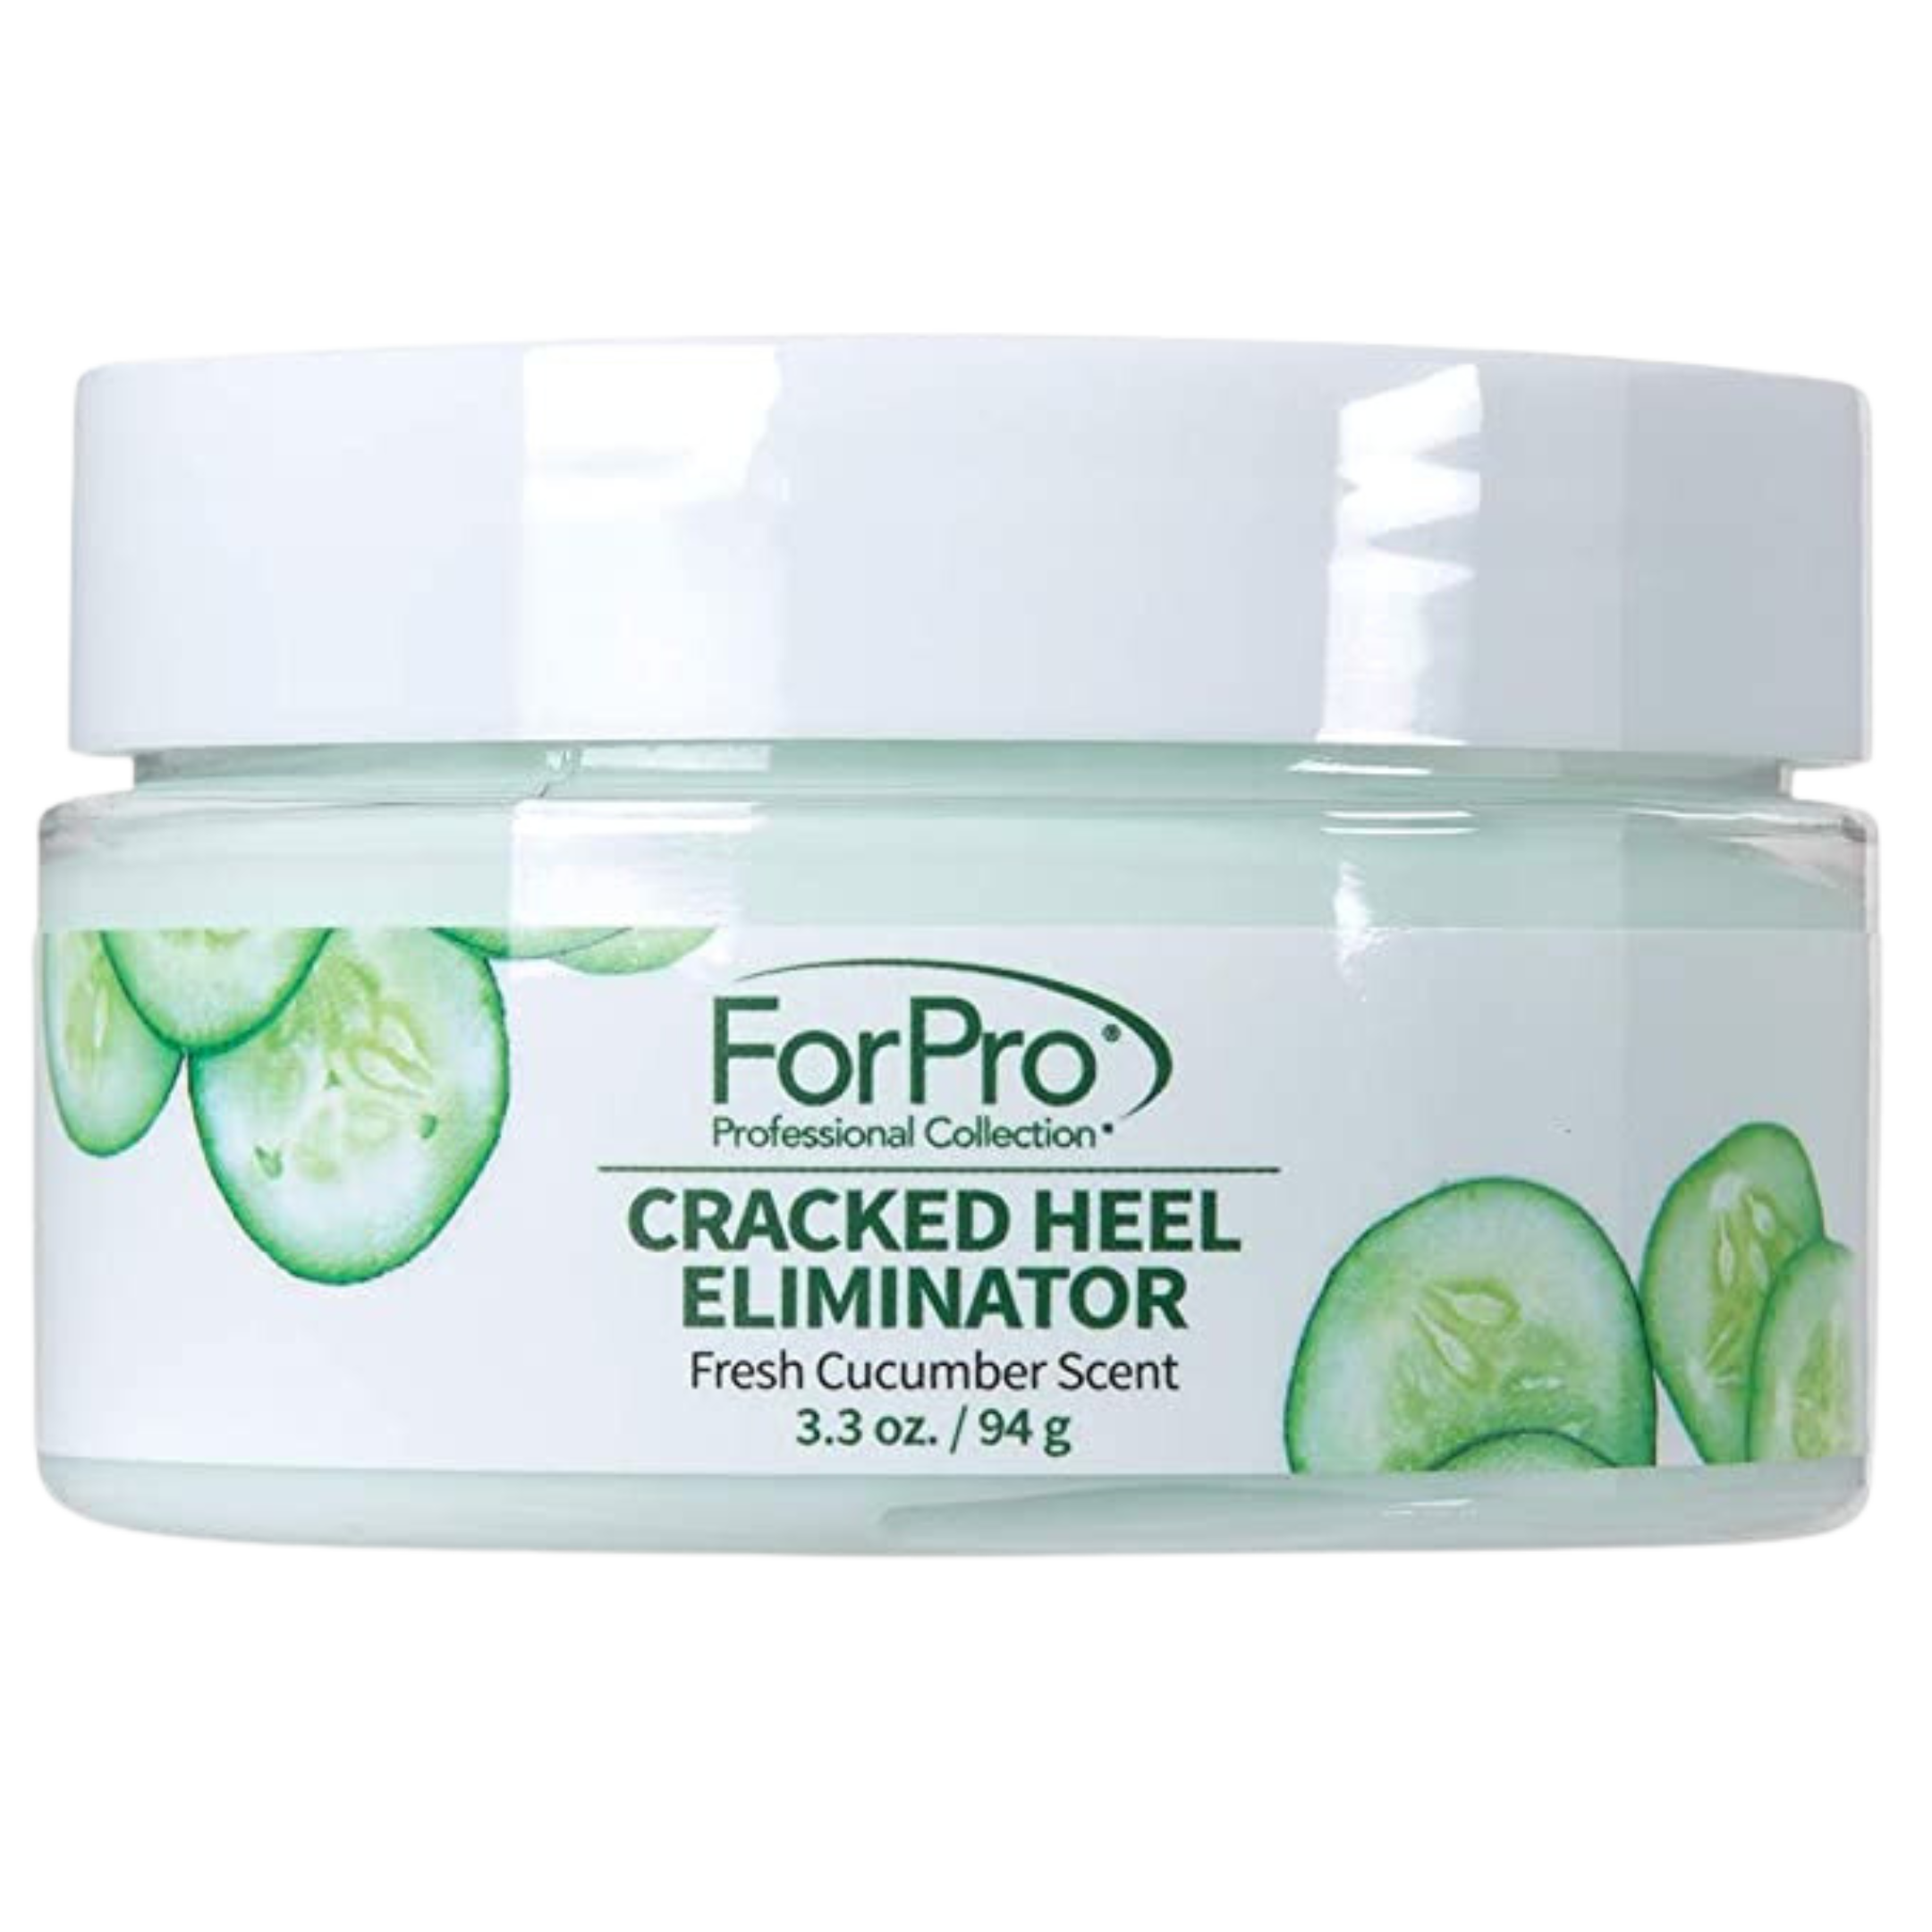 ForPro®
Professional Collection
CRACKED HEEL
ELIMINATOR
Fresh Cucumber Scent
3.3 oz. / 94 g